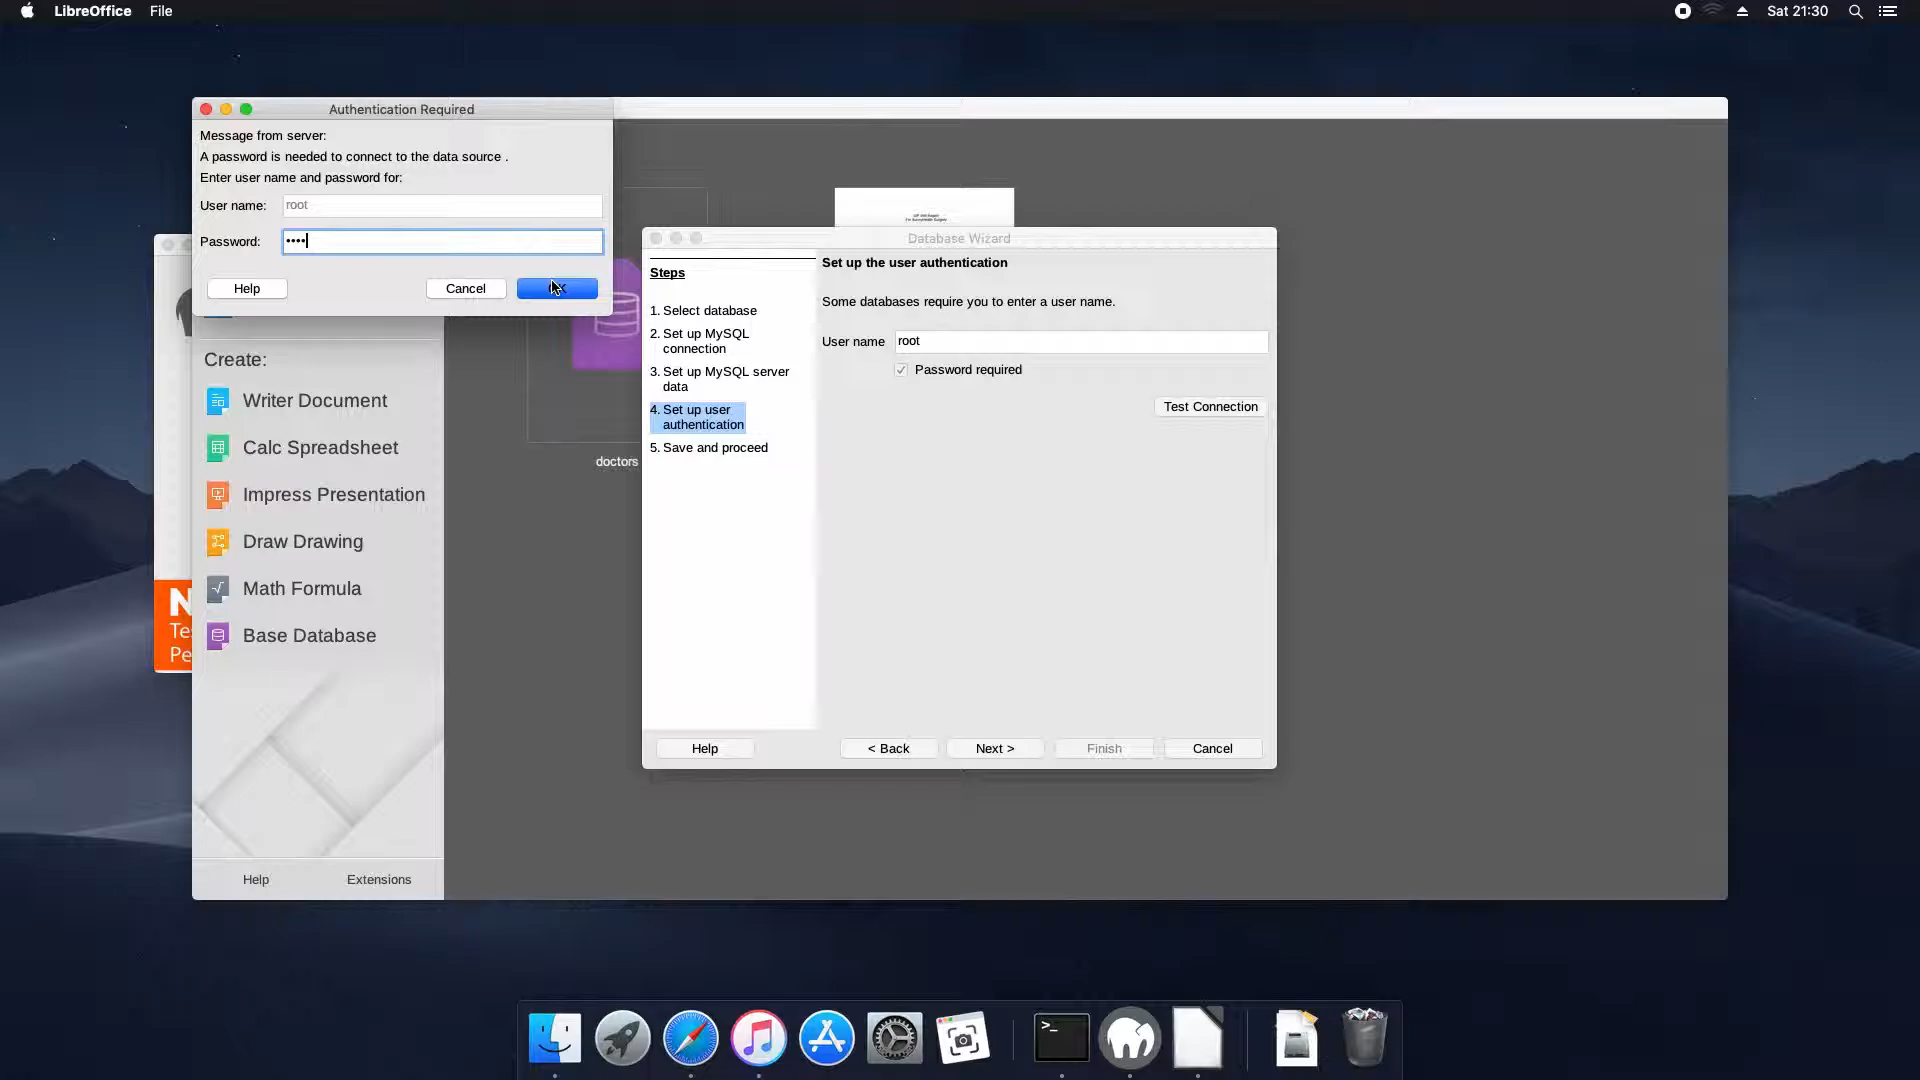 LibreOffice File
Sat 21:30
Authentication Required
Message from server:
A password is needed to connect to the data source .
Enter user name and password for:
User name: root
Password: ••••
Help Cancel
Database Wizard
Steps
1. Select database
2. Set up MySQL
connection
3. Set up MySQL server
data
4. Set up user
authentication
5. Save and proceed
Set up the user authentication
Some databases require you to enter a user name.
User name root
Password required
Test Connection
Help < Back Next > Finish Cancel
doctors
Create:
Writer Document
Calc Spreadsheet
Impress Presentation
Draw Drawing
Math Formula
Base Database
Help Extensions
N
Te
Pe
>_